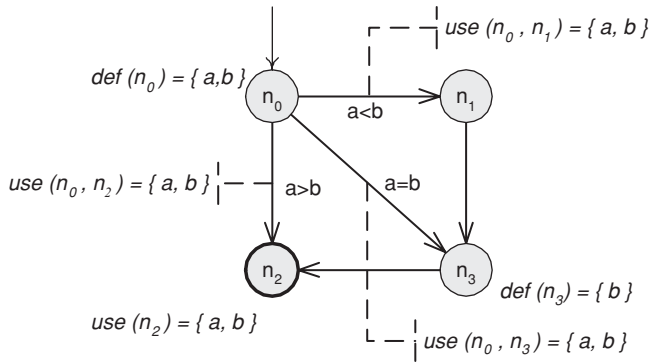 use (n0 , n1) = { a, b }
def (n0) = { a,b }
n0
n1
a<b
use (n0 , n2) = { a, b }
a>b
a=b
n2
n3
def (n3) = { b }
use (n2) = { a, b }
use (n0 , n3) = { a, b }